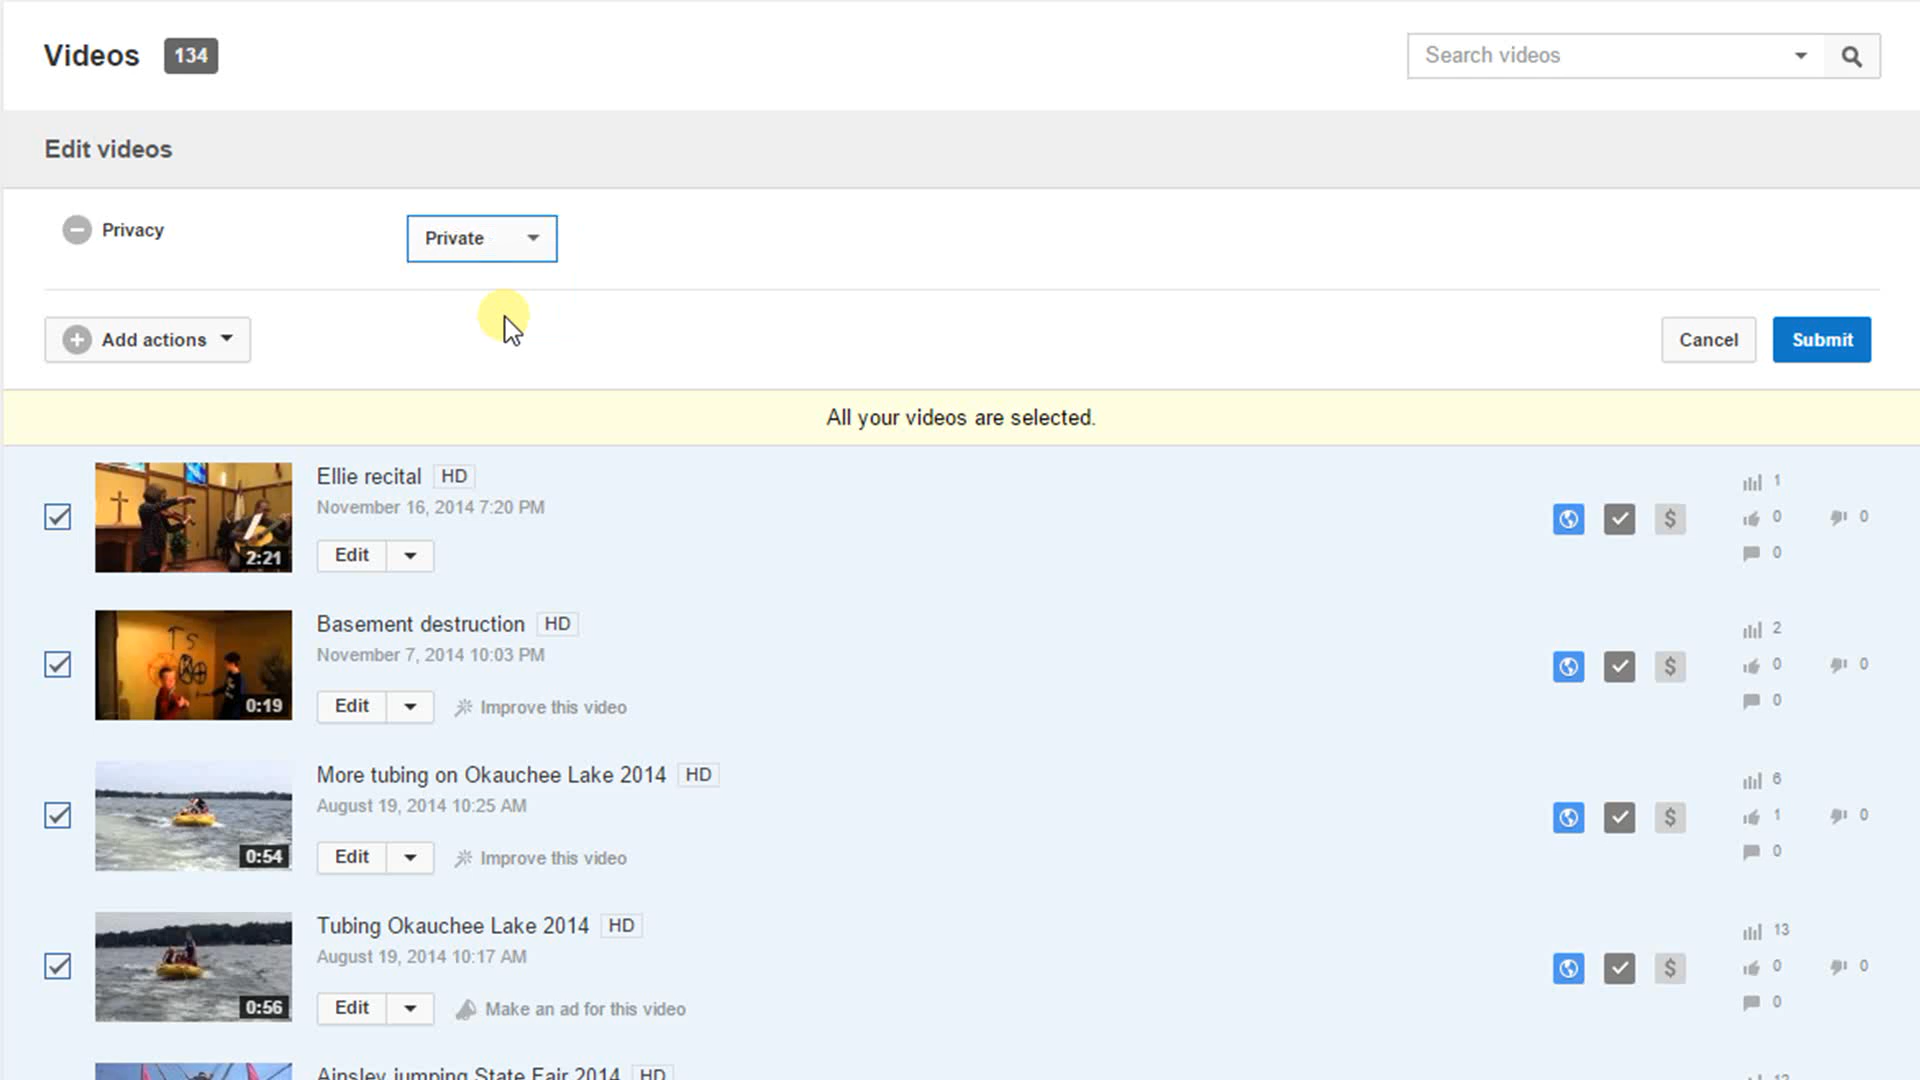 Videos 134
Search videos
Edit videos
Privacy
Private
Add actions
Cancel
Submit
All your videos are selected.
Ellie recital HD
November 16, 2014 7:20 PM
2:21
Edit
1
0
0
0
Basement destruction HD
November 7, 2014 10:03 PM
0:19
Edit
Improve this video
2
0
0
0
More tubing on Okauchee Lake 2014 HD
August 19, 2014 10:25 AM
0:54
Edit
Improve this video
6
1
0
0
Tubing Okauchee Lake 2014 HD
August 19, 2014 10:17 AM
0:56
Edit
Make an ad for this video
13
0
0
0
Ainsley jumping State Fair 2014 HD